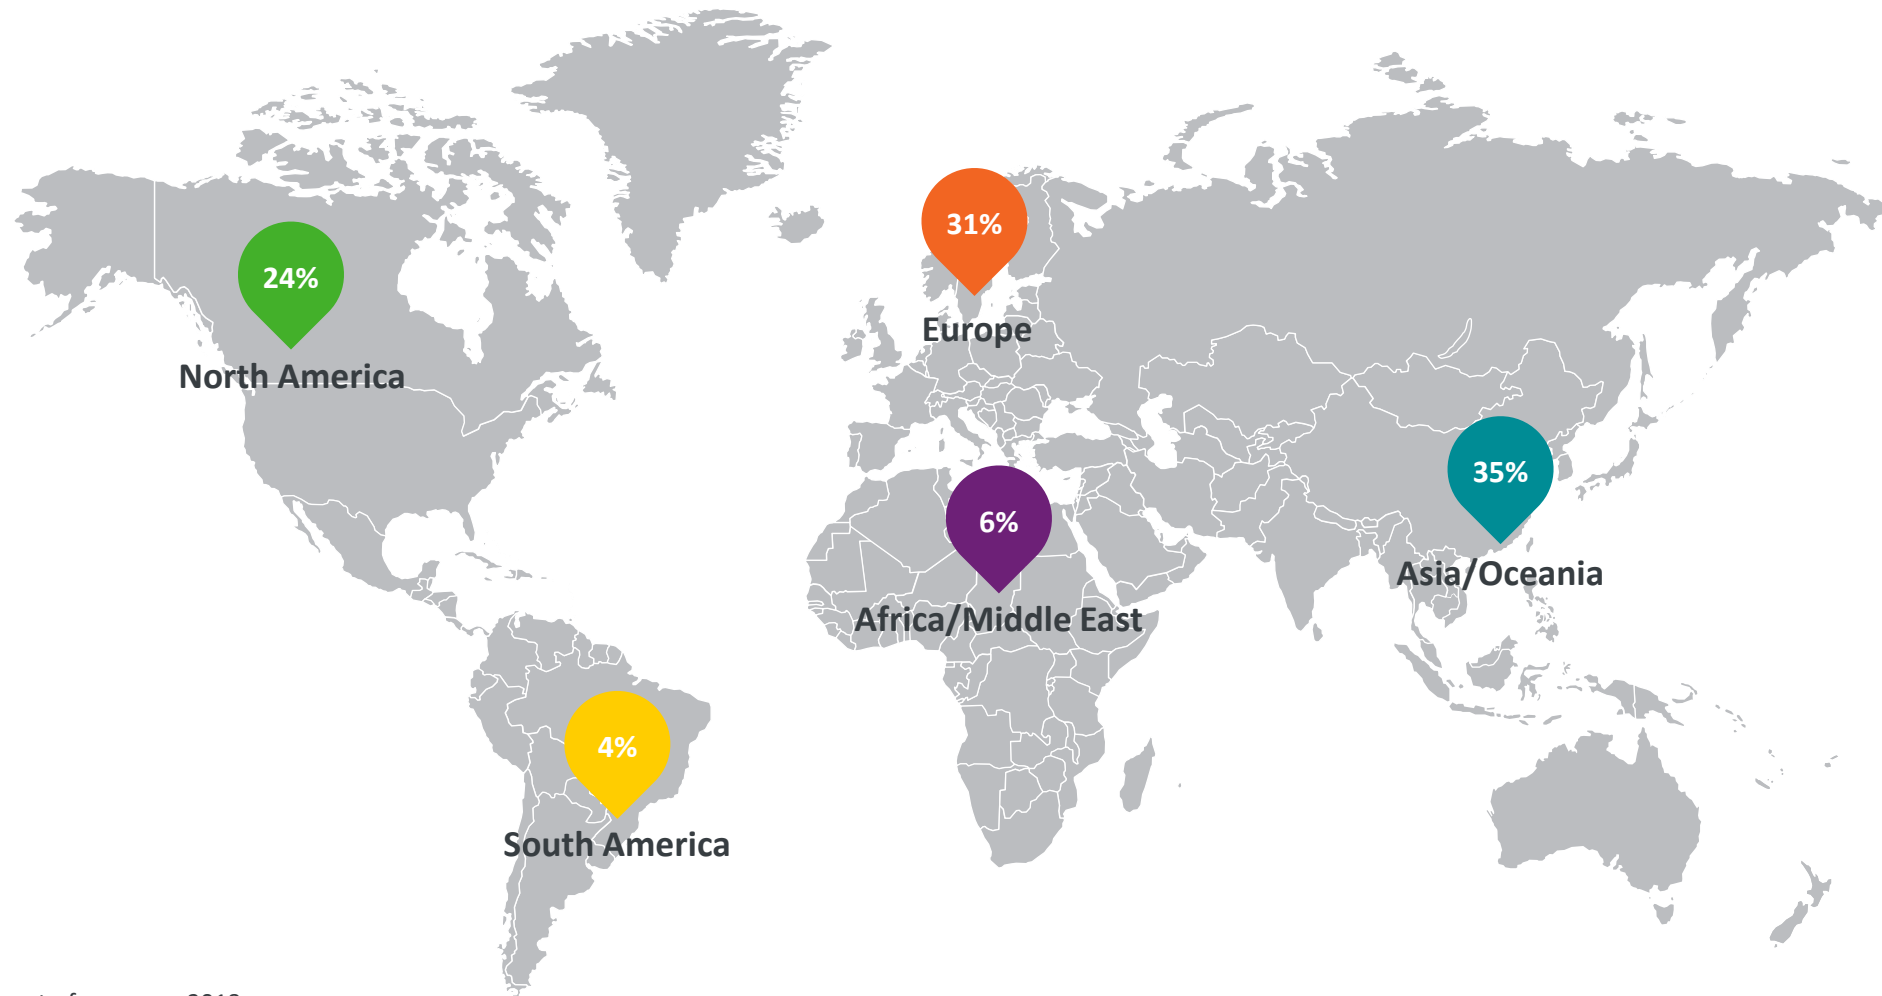 31%
Europe
24%
North America
35%
Asia/Oceania
6%
Africa/Middle East
4%
South America